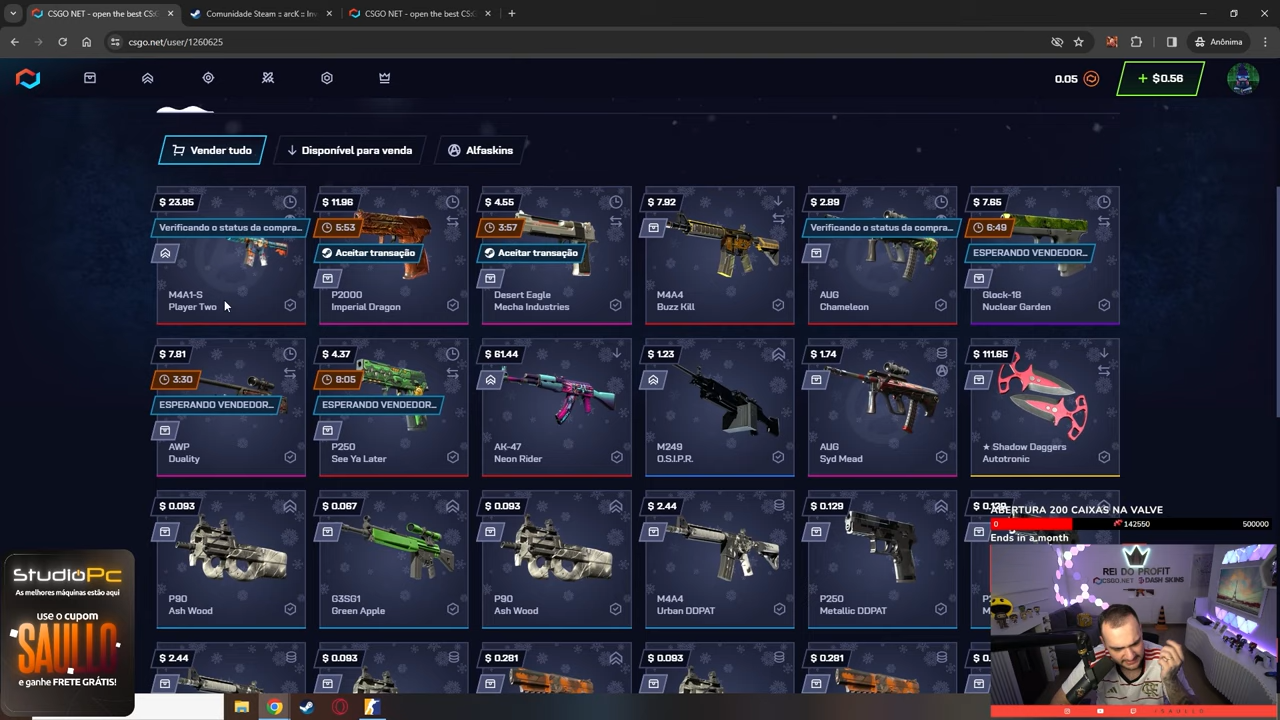 CSGO NET - open the best CS:
Comunidade Steam :: arcK :: Inv
CSGO NET - open the best CS:
csgo.net/user/1260625
Anônima
0.05
+ $0.56
Vender tudo
Disponível para venda
Alfaskins
$ 23.85
Verificando o status da compra...
M4A1-S
Player Two
$ 11.96
5:53
Aceitar transação
P2000
Imperial Dragon
$ 4.55
3:57
Aceitar transação
Desert Eagle
Mecha Industries
$ 7.92
M4A4
Buzz Kill
$ 2.89
Verificando o status da compra...
AUG
Chameleon
$ 7.65
6:49
ESPERANDO VENDEDOR...
Glock-18
Nuclear Garden
$ 7.81
3:30
ESPERANDO VENDEDOR...
AWP
Duality
$ 4.37
8:05
ESPERANDO VENDEDOR...
P250
See Ya Later
$ 61.44
AK-47
Neon Rider
$ 1.23
M249
O.S.I.P.R.
$ 1.74
AUG
Syd Mead
$ 111.65
★ Shadow Daggers
Autotronic
$ 0.093
P90
Ash Wood
$ 0.067
G3SG1
Green Apple
$ 0.093
P90
Ash Wood
$ 2.44
M4A4
Urban DDPAT
$ 0.129
P250
Metallic DDPAT
$ 2.44
$ 0.093
$ 0.281
$ 0.093
$ 0.281
ABERTURA 200 CAIXAS NA VALVE
0
142550
500000
Ends in a month
REI DO PROFIT
CSGO.NET
DASH SKINS
StudioPc
As melhores máquinas estão aqui
use o cupom
SAULLO
e ganhe FRETE GRÁTIS!